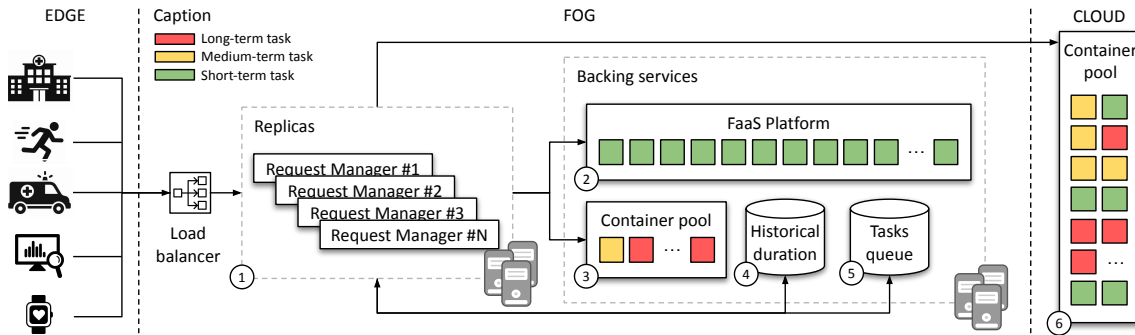 EDGE
Caption
FOG
CLOUD
Long-term task
Medium-term task
Short-term task
Replicas
Request Manager #1
Request Manager #2
Request Manager #3
Request Manager #N
1
Load
balancer
Backing services
FaaS Platform
...
2
Container pool
...
3
Historical
duration
4
Tasks
queue
5
Container
pool
...
6